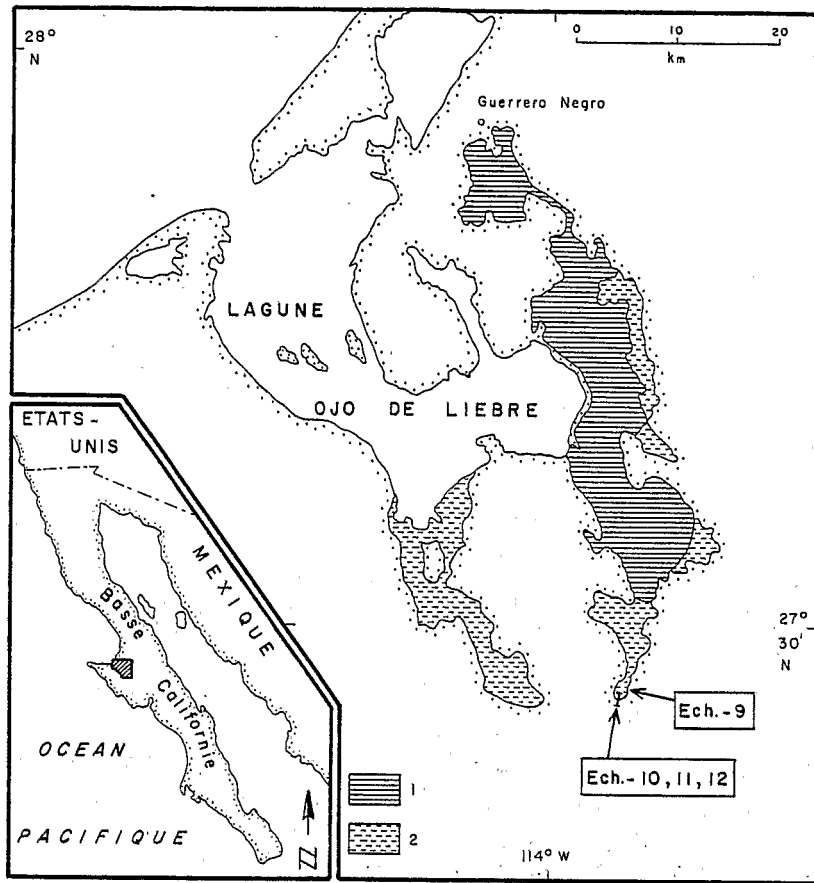 28°
N
0 10 20
km
Guerrero Negro
LAGUNE
OJO DE LIEBRE
ETATS-
UNIS
MEXIQUE
Basse
Californie
OCEAN
PACIFIQUE
N
27°
30'
N
Ech.-9
Ech.-10, 11, 12
1
2
114° W